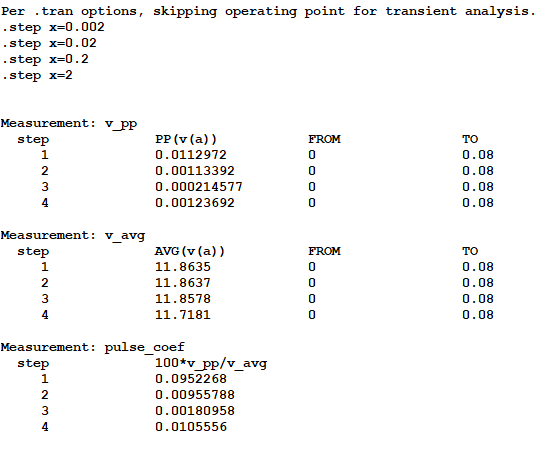 Per .tran options, skipping operating point for transient analysis.
.step x=0.002
.step x=0.02
.step x=0.2
.step x=2
Measurement: v_pp
step PP(v(a)) FROM TO
1 0.0112972 0 0.08
2 0.00113392 0 0.08
3 0.000214577 0 0.08
4 0.00123692 0 0.08
Measurement: v_avg
step AVG(v(a)) FROM TO
1 11.8635 0 0.08
2 11.8637 0 0.08
3 11.8578 0 0.08
4 11.7181 0 0.08
Measurement: pulse_coef
step 100*v_pp/v_avg
1 0.0952268
2 0.00955788
3 0.00180958
4 0.0105556